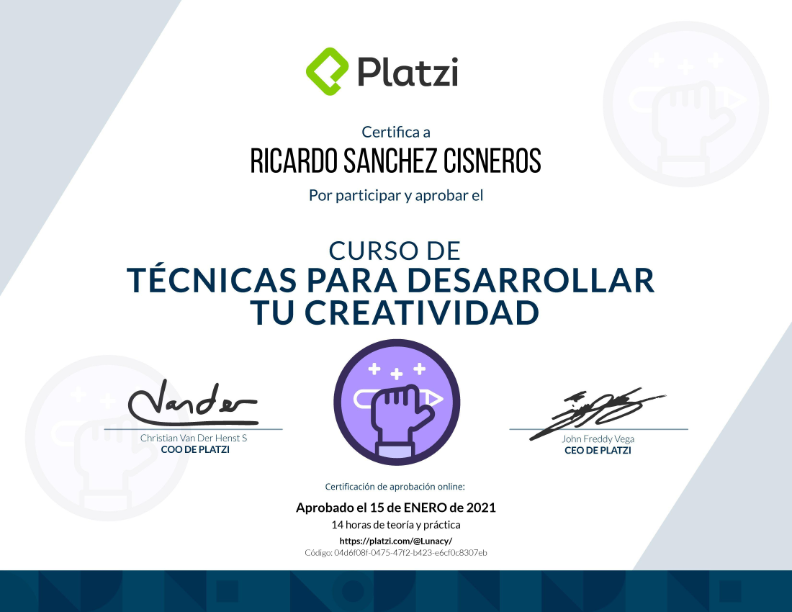 Platzi
Certifica a
RICARDO SANCHEZ CISNEROS
Por participar y aprobar el
CURSO DE
TÉCNICAS PARA DESARROLLAR
TU CREATIVIDAD
Christian Van Der Henst S
COO DE PLATZI
John Freddy Vega
CEO DE PLATZI
Certificación de aprobación online:
Aprobado el 15 de ENERO de 2021
14 horas de teoría y práctica
https://platzi.com/@Lunacy/
Código: 04d6f08f-0475-47f2-b423-e6cf0c8307eb